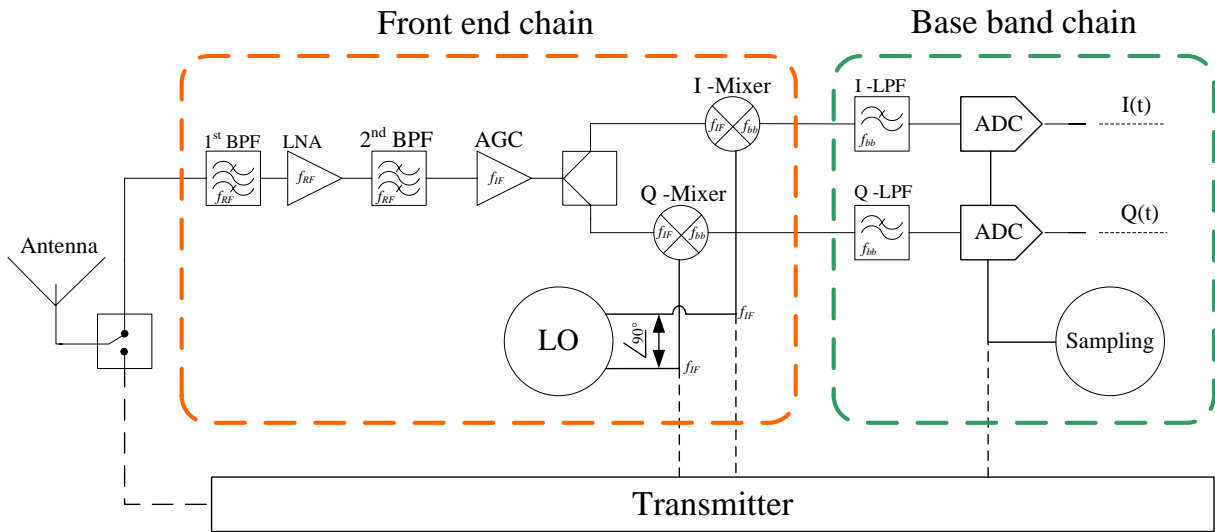 Front end chain
Base band chain
I -Mixer
I -LPF
1st BPF
LNA
2nd BPF
AGC
fIF
fbb
fbb
ADC
I(t)
fRF
fRF
fRF
fIF
Q -Mixer
Q -LPF
fIF
fbb
fbb
ADC
Q(t)
Antenna
LO
∠90°
fIF
fIF
Sampling
Transmitter